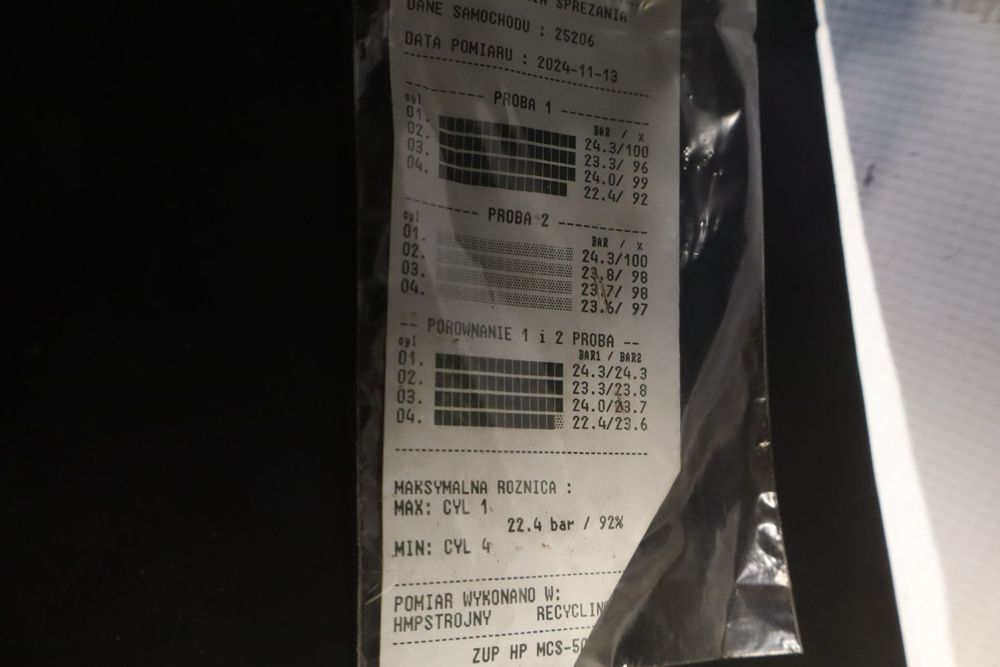 SPREZANIA
DANE SAMOCHODU : 25206
DATA POMIARU : 2024-11-13
PROBA 1
cyl BAR / %
01. 24.3/100
02. 23.3/ 96
03. 24.0/ 99
04. 22.4/ 92
PROBA 2
cyl BAR / %
01. 24.3/100
02. 23.8/ 98
03. 23.7/ 98
04. 23.6/ 97
-- POROWNANIE 1 i 2 PROBA --
cyl BAR1 / BAR2
01. 24.3/24.3
02. 23.3/23.8
03. 24.0/23.7
04. 22.4/23.6
MAKSYMALNA ROZNICA :
MAX: CYL 1
22.4 bar / 92%
MIN: CYL 4
POMIAR WYKONANO W:
HMPSTROJNY RECYCLIN
ZUP HP MCS-50